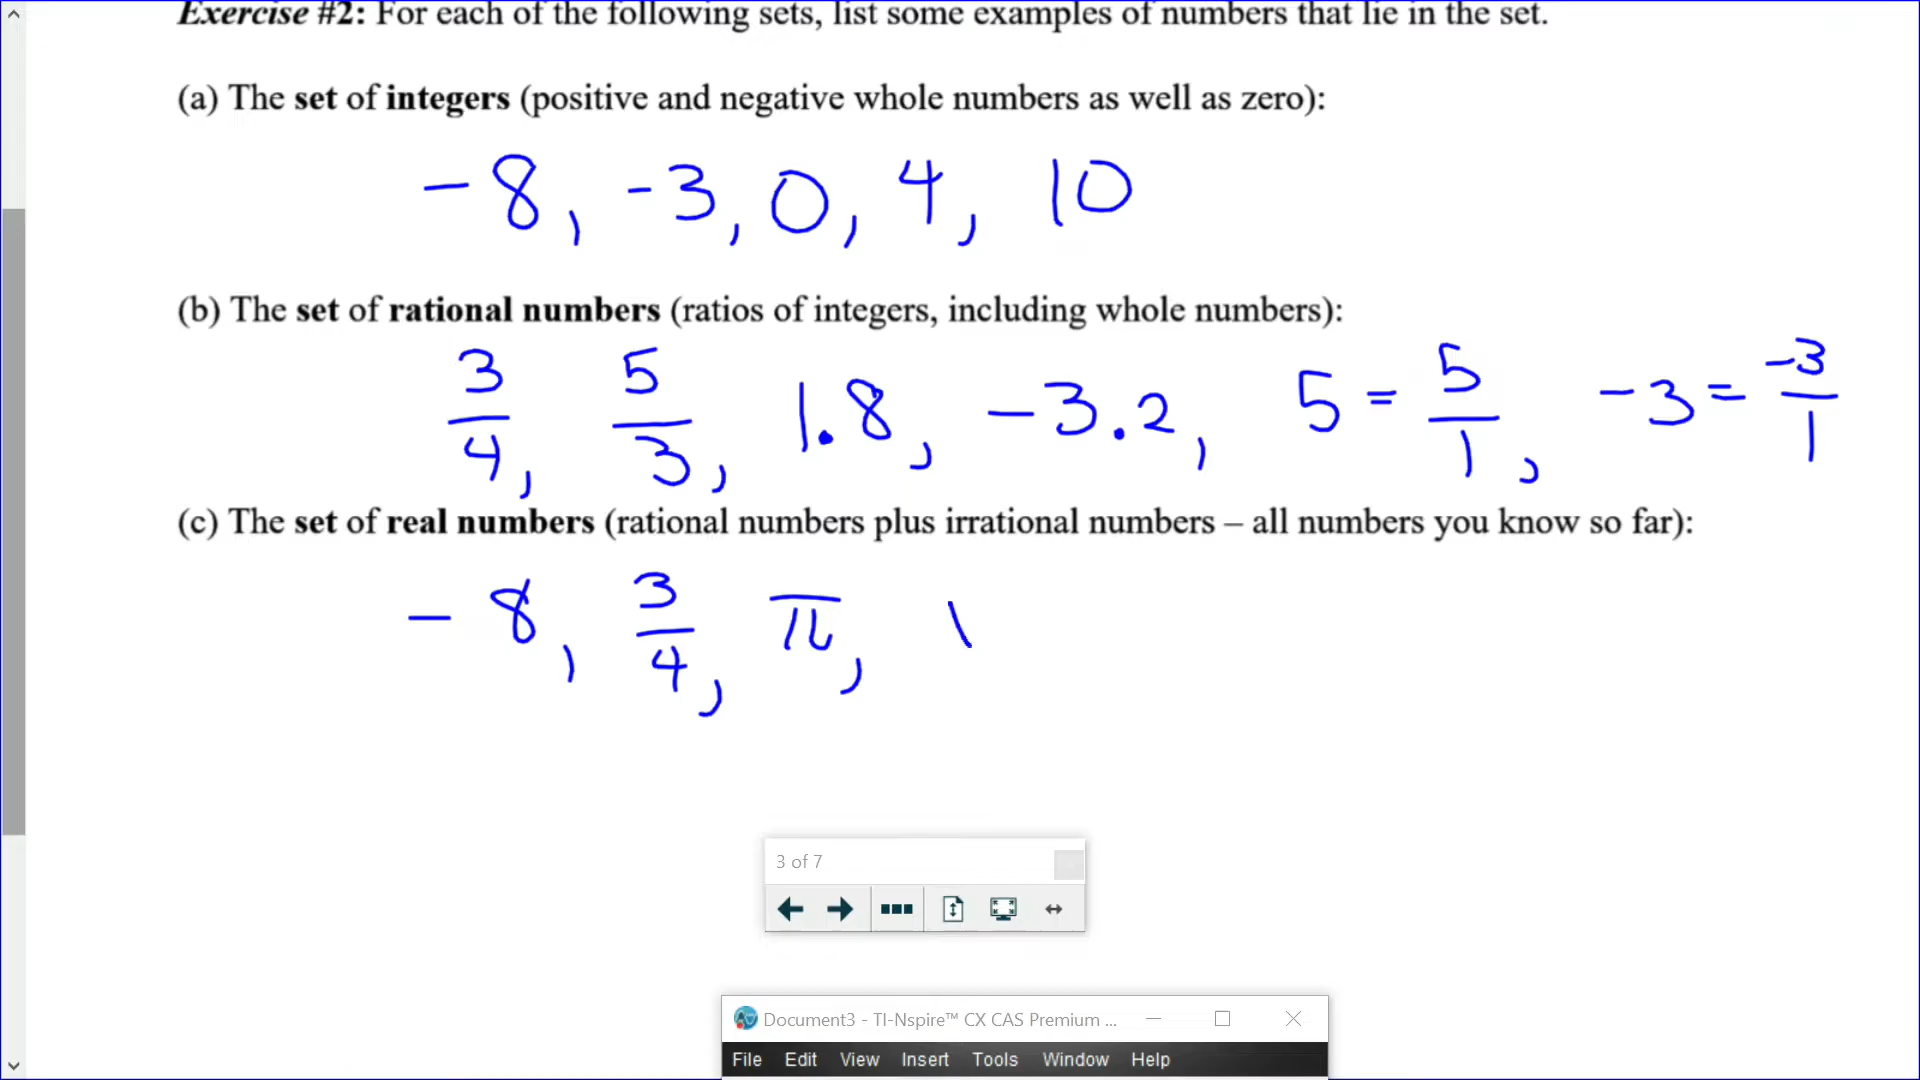 Exercise #2: For each of the following sets, list some examples of numbers that lie in the set.
(a) The set of integers (positive and negative whole numbers as well as zero):
-8, -3, 0, 4, 10
(b) The set of rational numbers (ratios of integers, including whole numbers):
3/4, 5/3, 1.8, -3.2, 5 = 5/1, -3 = -3/1
(c) The set of real numbers (rational numbers plus irrational numbers – all numbers you know so far):
-8, 3/4, π,
3 of 7
Document3 - TI-Nspire™ CX CAS Premium ...
File Edit View Insert Tools Window Help